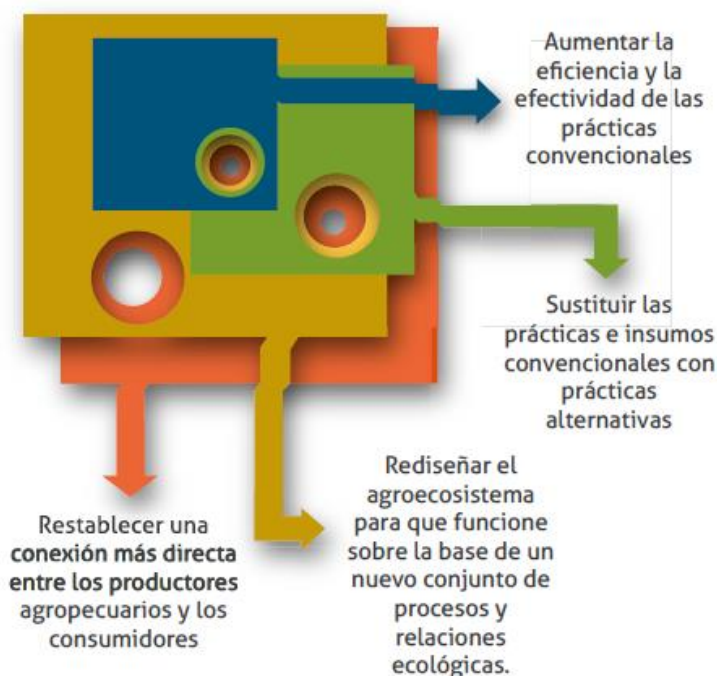 Aumentar la
eficiencia y la
efectividad de las
prácticas
convencionales
Sustituir las
prácticas e insumos
convencionales con
prácticas
alternativas
Rediseñar el
agroecosistema
para que funcione
sobre la base de un
nuevo conjunto de
procesos y
relaciones
ecológicas.
Restablecer una
conexión más directa
entre los productores
agropecuarios y los
consumidores